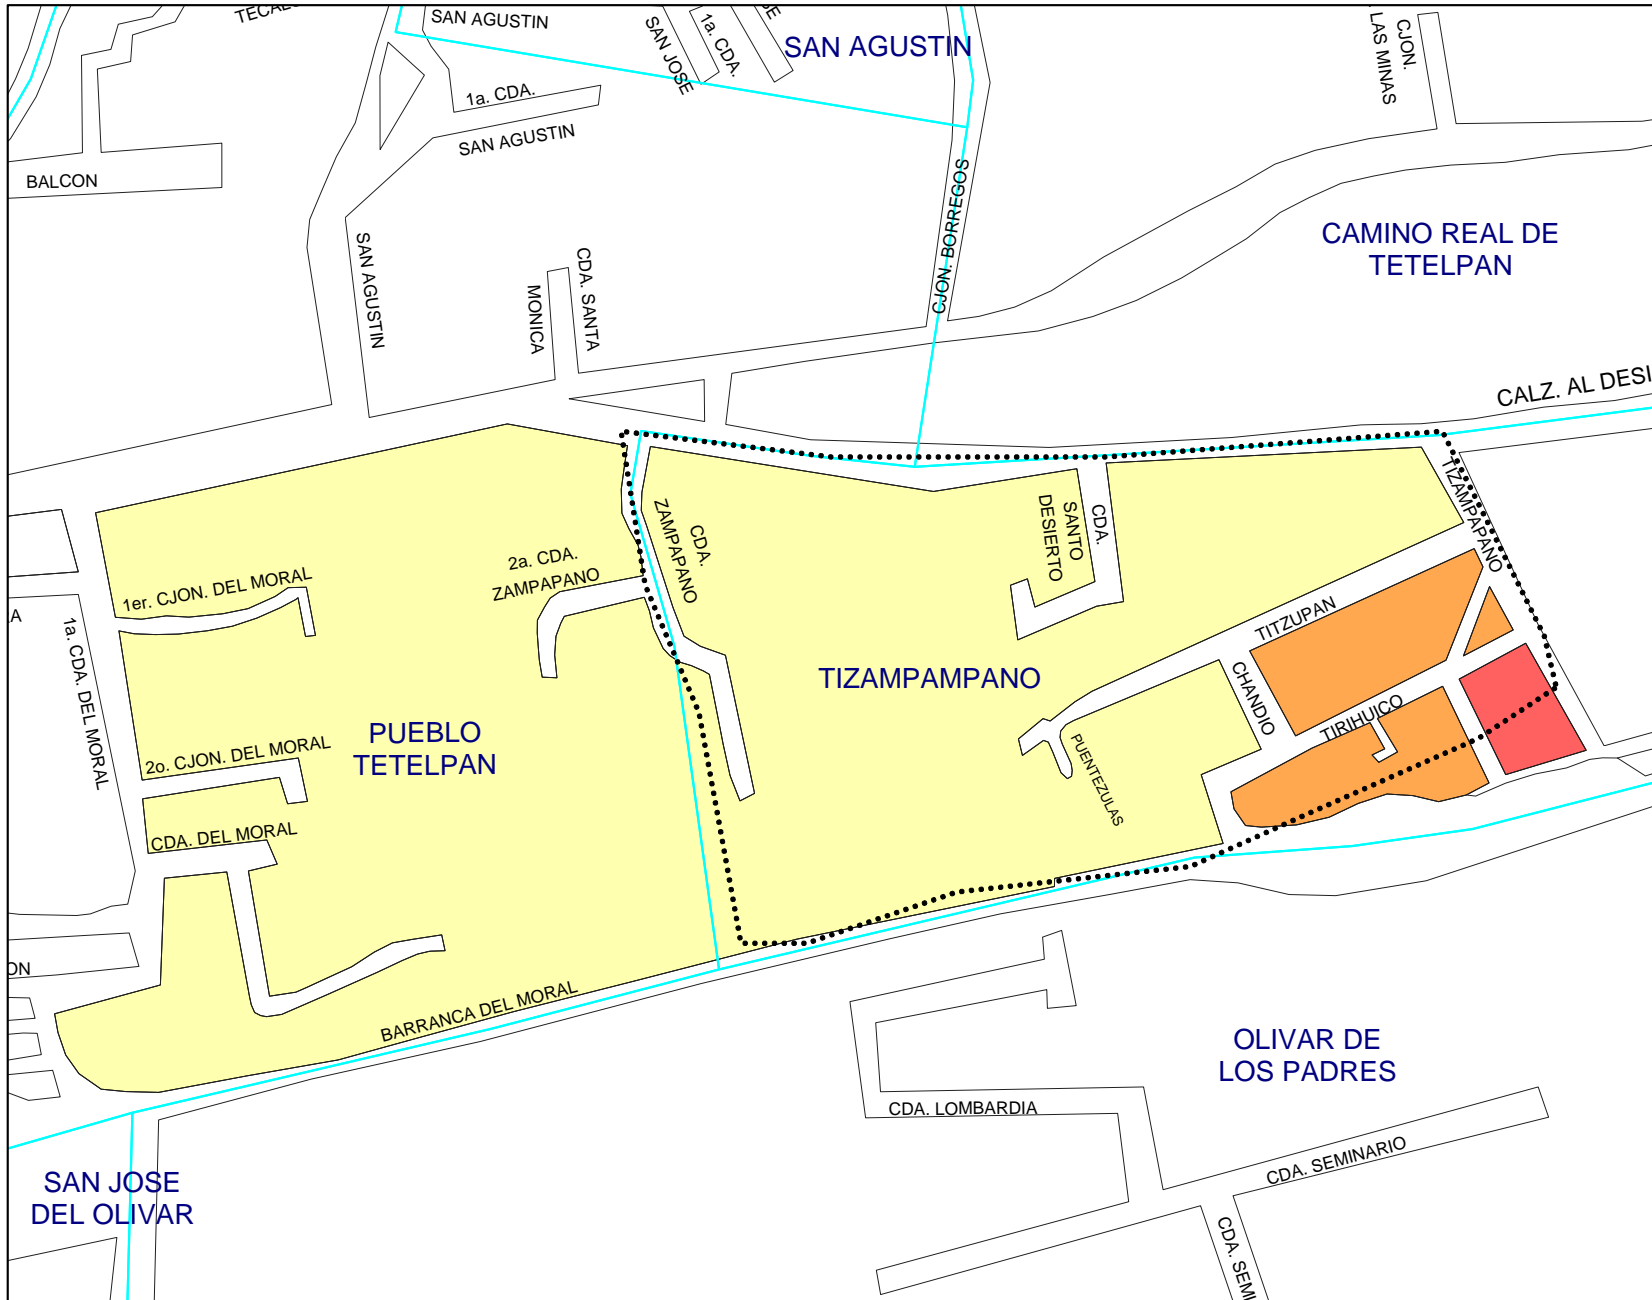 SAN AGUSTIN
SAN JOSE
1a. CDA.
SAN AGUSTIN
CJON.
LAS MINAS
1a. CDA.
SAN AGUSTIN
BALCON
CJON. BORREGOS
CAMINO REAL DE
TETELPAN
SAN AGUSTIN
CDA. SANTA
MONICA
CALZ. AL DESI
TIZAMPAPANO
CDA.
ZAMPAPANO
CDA.
SANTO
DESIERTO
2a. CDA.
ZAMPAPANO
1er. CJON. DEL MORAL
1a. CDA. DEL MORAL
TITZUPAN
TIZAMPAMPANO
CHANDIO
TIRIHUICO
PUEBLO
TETELPAN
2o. CJON. DEL MORAL
PUENTEZULAS
CDA. DEL MORAL
BARRANCA DEL MORAL
OLIVAR DE
LOS PADRES
CDA. LOMBARDIA
CDA. SEMINARIO
SAN JOSE
DEL OLIVAR
CDA. SEMI